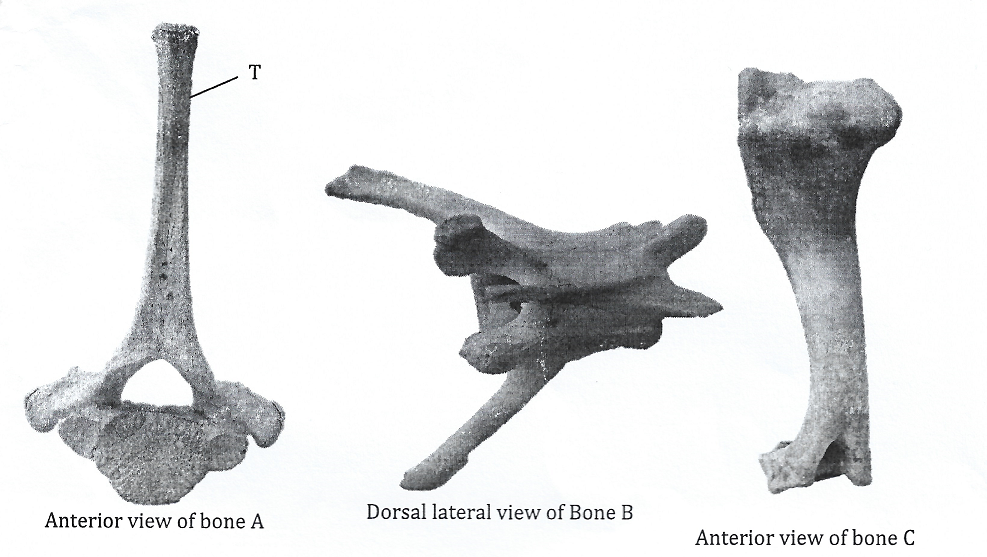 T
Anterior view of bone A
Dorsal lateral view of Bone B
Anterior view of bone C